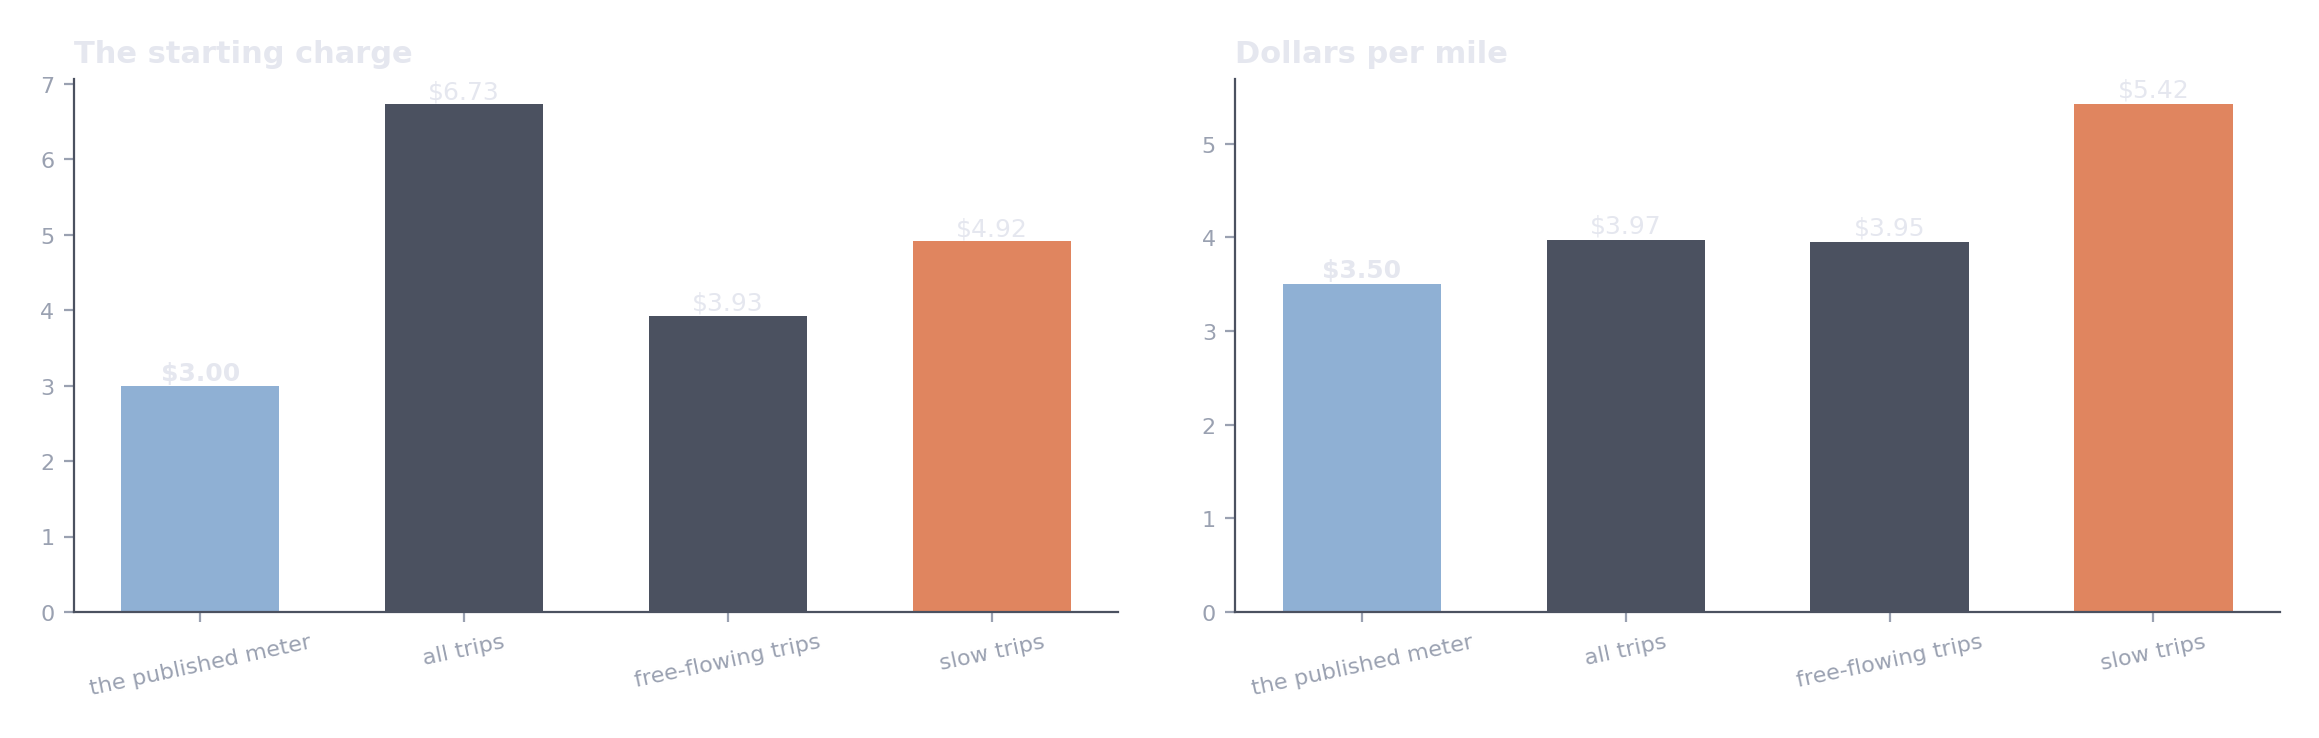 The starting charge
7
6
5
4
3
2
1
0
$3.00
$6.73
$3.93
$4.92
the published meter
all trips
free-flowing trips
slow trips
Dollars per mile
5
4
3
2
1
0
$3.50
$3.97
$3.95
$5.42
the published meter
all trips
free-flowing trips
slow trips